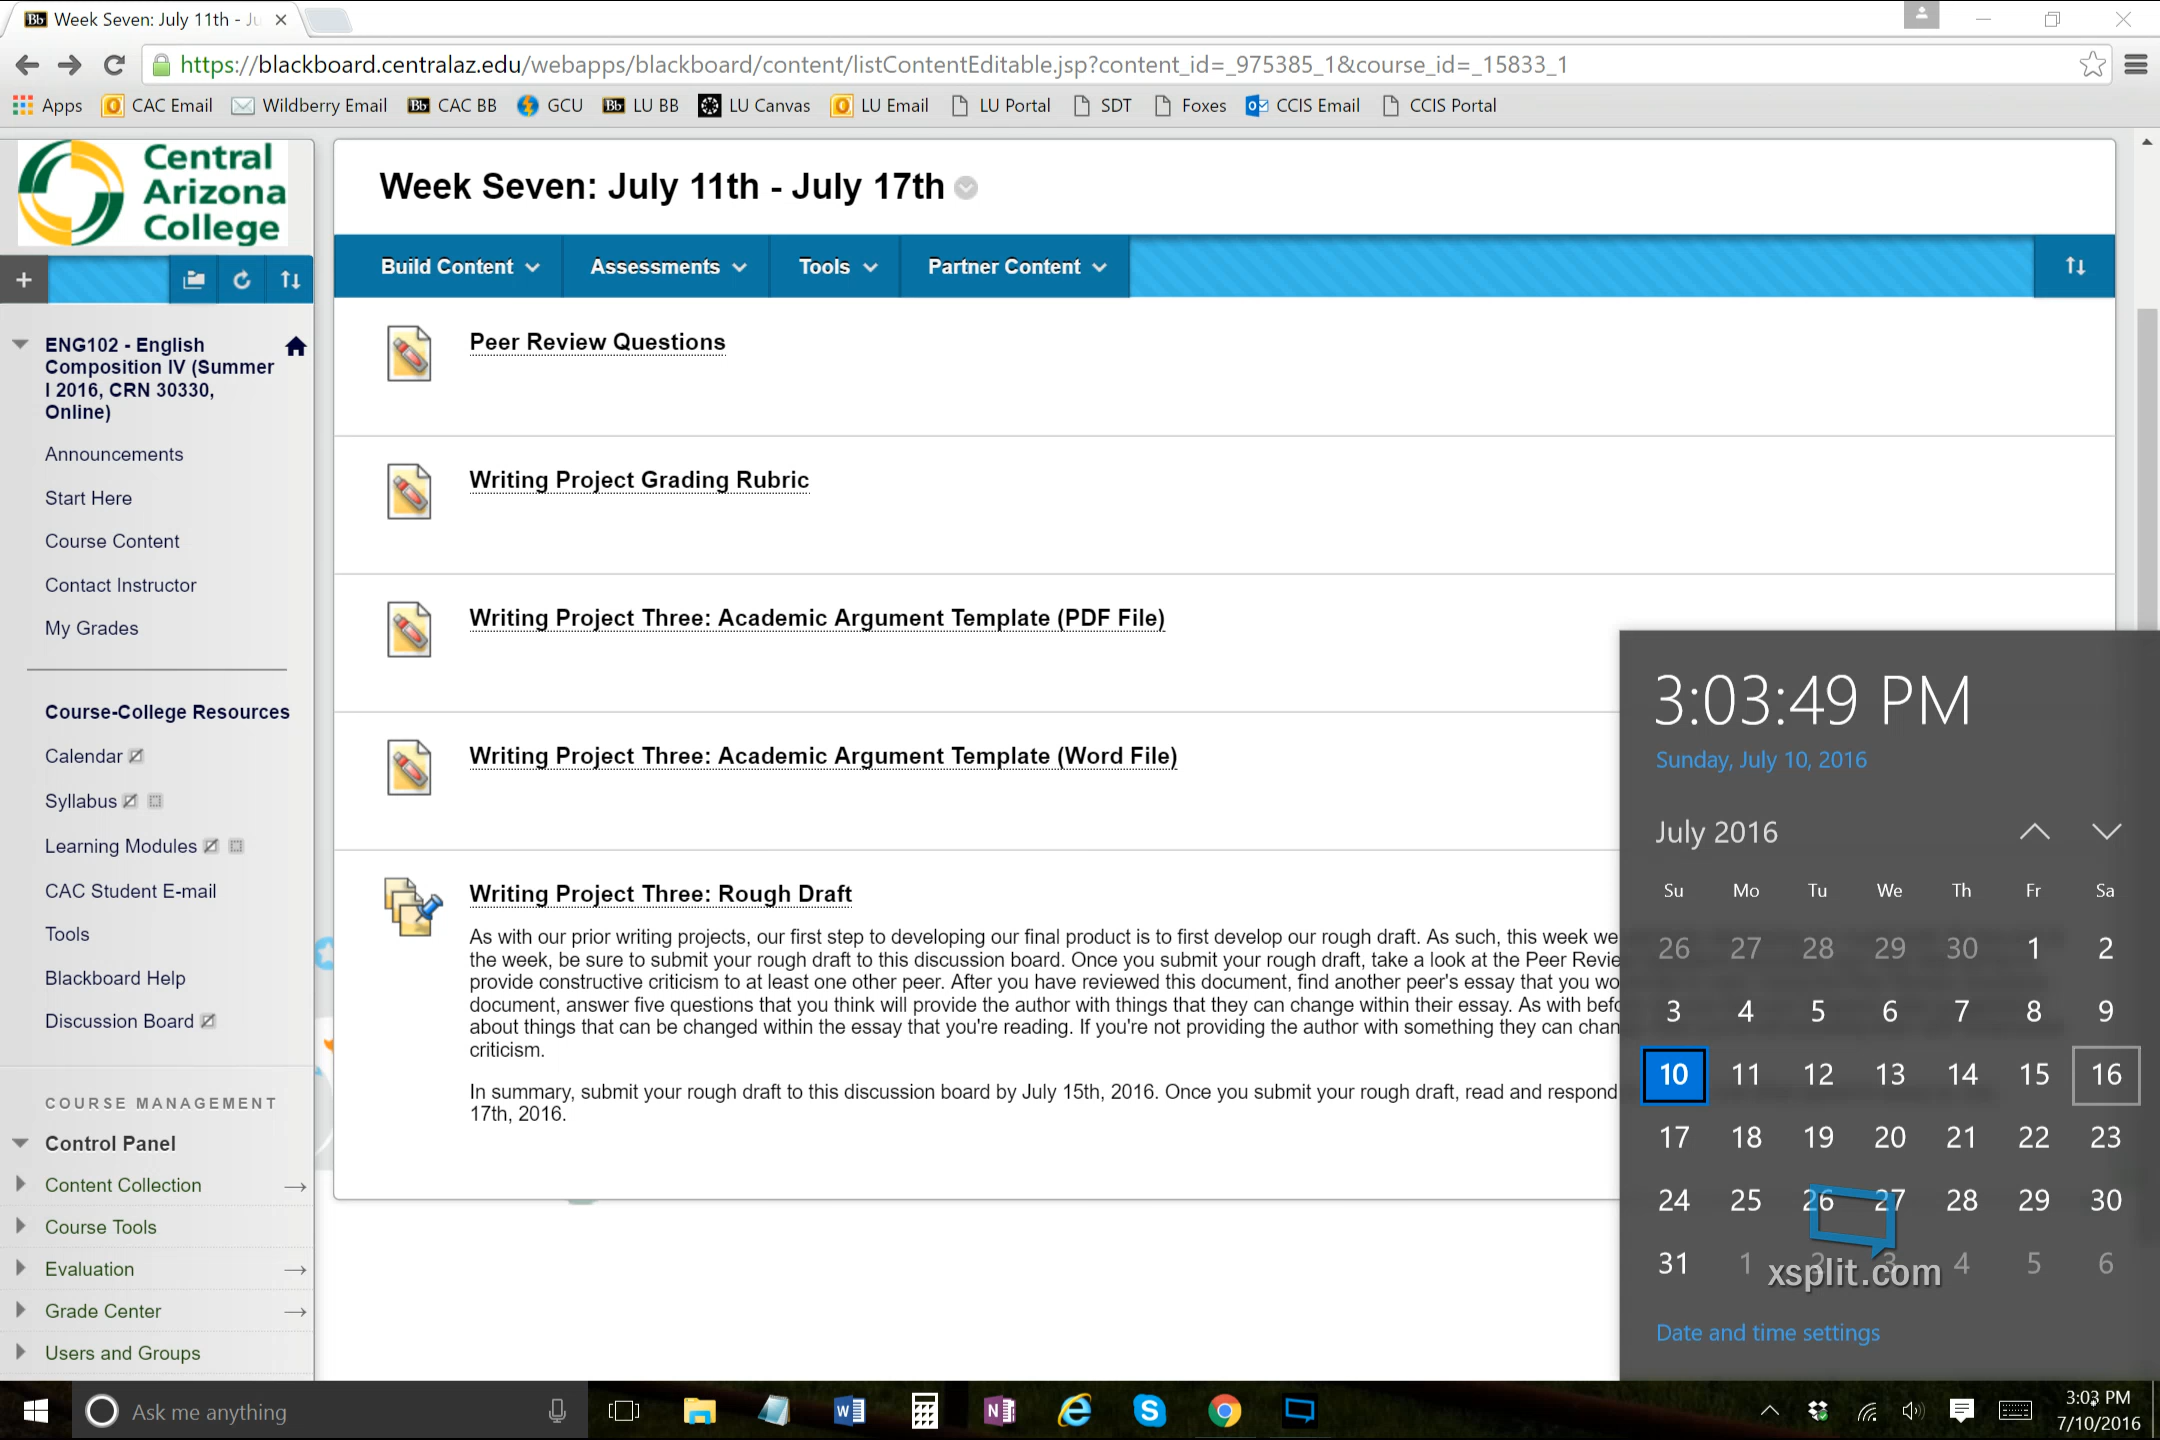 Bb Week Seven: July 11th - Ju
https://blackboard.centralaz.edu/webapps/blackboard/content/listContentEditable.jsp?content_id=_975385_1&course_id=_15833_1
Apps CAC Email Wildberry Email Bb CAC BB GCU Bb LU BB LU Canvas LU Email LU Portal SDT Foxes CCIS Email CCIS Portal
Central
Arizona
College
ENG102 - English
Composition IV (Summer
I 2016, CRN 30330,
Online)
Announcements
Start Here
Course Content
Contact Instructor
My Grades
Course-College Resources
Calendar
Syllabus
Learning Modules
CAC Student E-mail
Tools
Blackboard Help
Discussion Board
COURSE MANAGEMENT
Control Panel
Content Collection
Course Tools
Evaluation
Grade Center
Users and Groups
Week Seven: July 11th - July 17th
Build Content Assessments Tools Partner Content
Peer Review Questions
Writing Project Grading Rubric
Writing Project Three: Academic Argument Template (PDF File)
Writing Project Three: Academic Argument Template (Word File)
Writing Project Three: Rough Draft
As with our prior writing projects, our first step to developing our final product is to first develop our rough draft. As such, this week we
the week, be sure to submit your rough draft to this discussion board. Once you submit your rough draft, take a look at the Peer Revie
provide constructive criticism to at least one other peer. After you have reviewed this document, find another peer's essay that you wo
document, answer five questions that you think will provide the author with things that they can change within their essay. As with befo
about things that can be changed within the essay that you're reading. If you're not providing the author with something they can chan
criticism.
In summary, submit your rough draft to this discussion board by July 15th, 2016. Once you submit your rough draft, read and respond
17th, 2016.
3:03:49 PM
Sunday, July 10, 2016
July 2016
Su Mo Tu We Th Fr Sa
26 27 28 29 30 1 2
3 4 5 6 7 8 9
10 11 12 13 14 15 16
17 18 19 20 21 22 23
24 25 26 27 28 29 30
31 1 2 3 4 5 6
xsplit.com
Date and time settings
Ask me anything
3:03 PM
7/10/2016